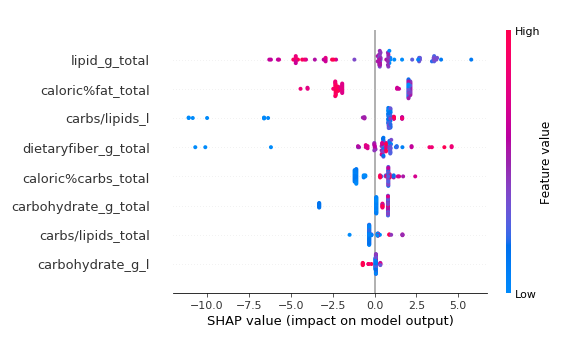 High
lipid_g_total
caloric%fat_total
carbs/lipids_l
dietaryfiber_g_total
caloric%carbs_total
carbohydrate_g_total
carbs/lipids_total
carbohydrate_g_l
Feature value
Low
−10.0 −7.5 −5.0 −2.5 0.0 2.5 5.0
SHAP value (impact on model output)